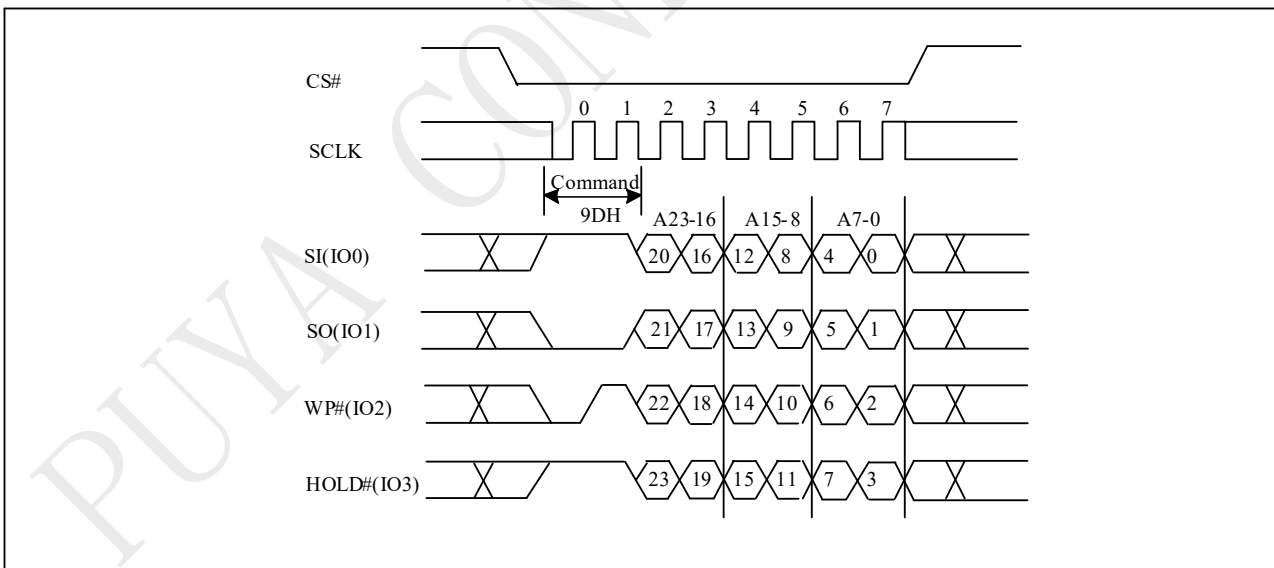 PUYA CON
CS#
0 1 2 3 4 5 6 7
SCLK
Command
9DH
A23-16 A15-8 A7-0
SI(IO0) 20 16 12 8 4 0
SO(IO1) 21 17 13 9 5 1
WP#(IO2) 22 18 14 10 6 2
HOLD#(IO3) 23 19 15 11 7 3